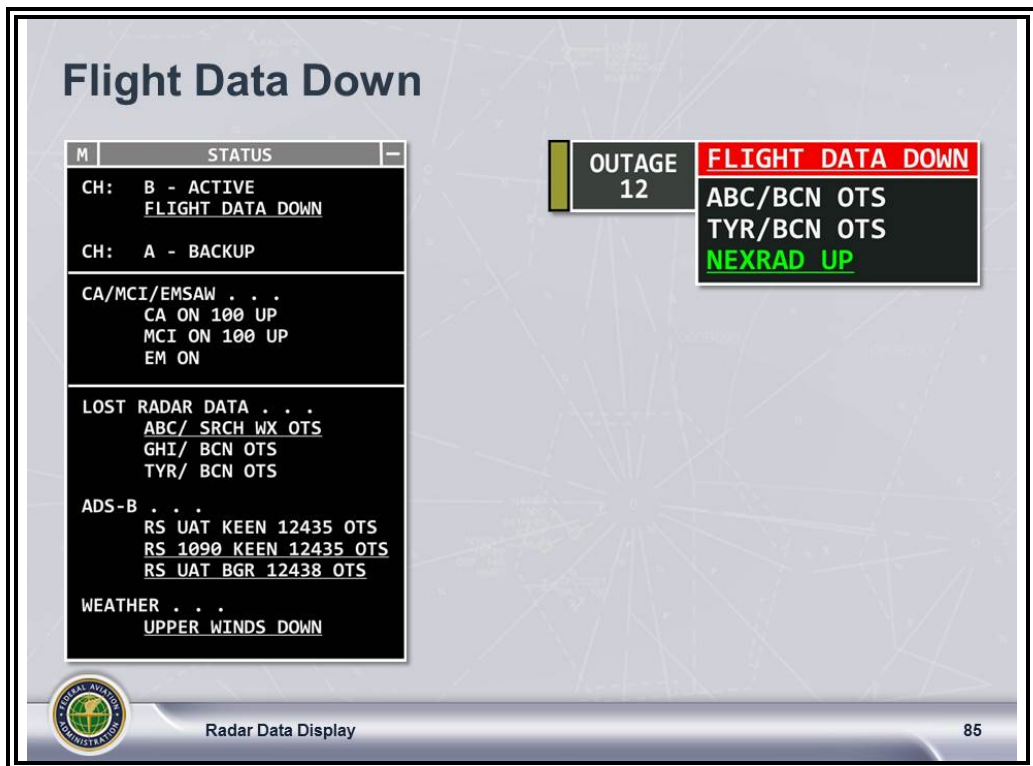 Flight Data Down
M STATUS –
CH: B - ACTIVE
FLIGHT DATA DOWN
CH: A - BACKUP
CA/MCI/EMSAW . . .
CA ON 100 UP
MCI ON 100 UP
EM ON
LOST RADAR DATA . . .
ABC/ SRCH WX OTS
GHI/ BCN OTS
TYR/ BCN OTS
ADS-B . . .
RS UAT KEEN 12435 OTS
RS 1090 KEEN 12435 OTS
RS UAT BGR 12438 OTS
WEATHER . . .
UPPER WINDS DOWN
OUTAGE
12
FLIGHT DATA DOWN
ABC/BCN OTS
TYR/BCN OTS
NEXRAD UP
FEDERAL AVIATION
ADMINISTRATION
Radar Data Display
85